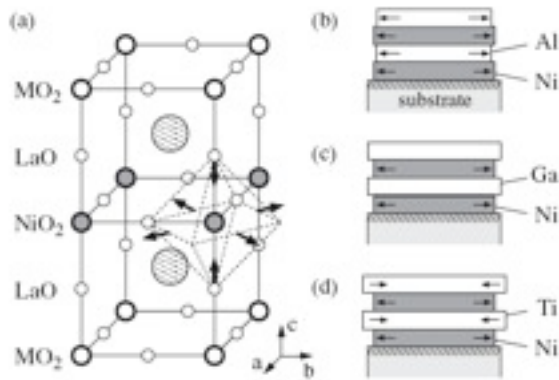 (a)
MO2
LaO
NiO2
LaO
MO2
c
a
b
(b)
Al
Ni
substrate
(c)
Ga
Ni
(d)
Ti
Ni